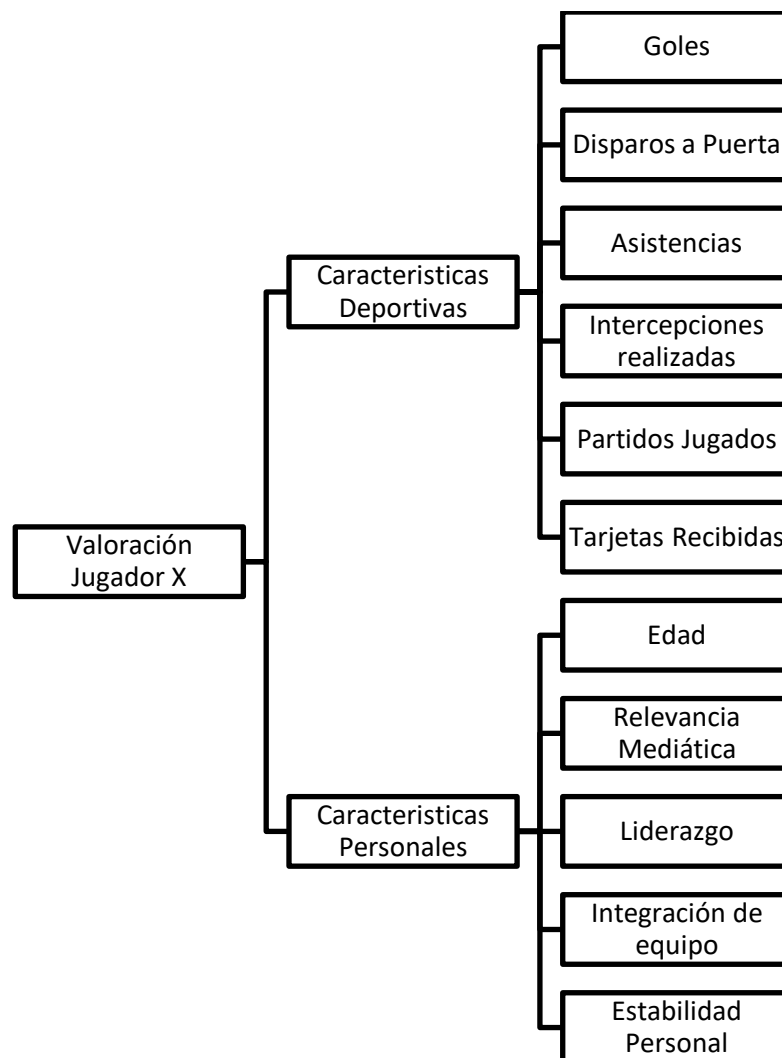 Goles
Disparos a Puerta
Asistencias
Caracteristicas
Deportivas
Intercepciones
realizadas
Partidos Jugados
Tarjetas Recibidas
Valoración
Jugador X
Edad
Relevancia
Mediática
Caracteristicas
Personales
Liderazgo
Integración de
equipo
Estabilidad
Personal